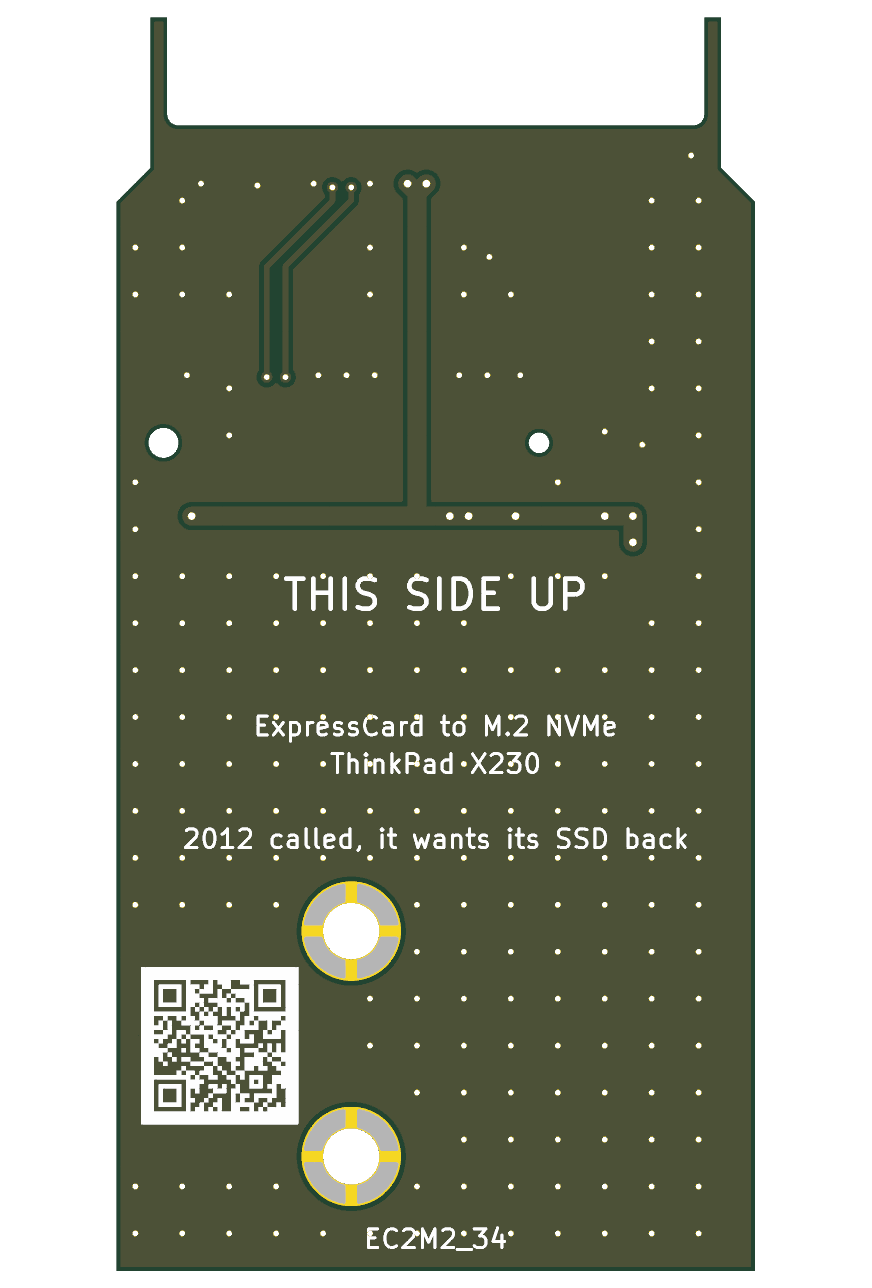 THIS SIDE UP
ExpressCard to M.2 NVMe
ThinkPad X230
2012 called, it wants its SSD back
EC2M2_34